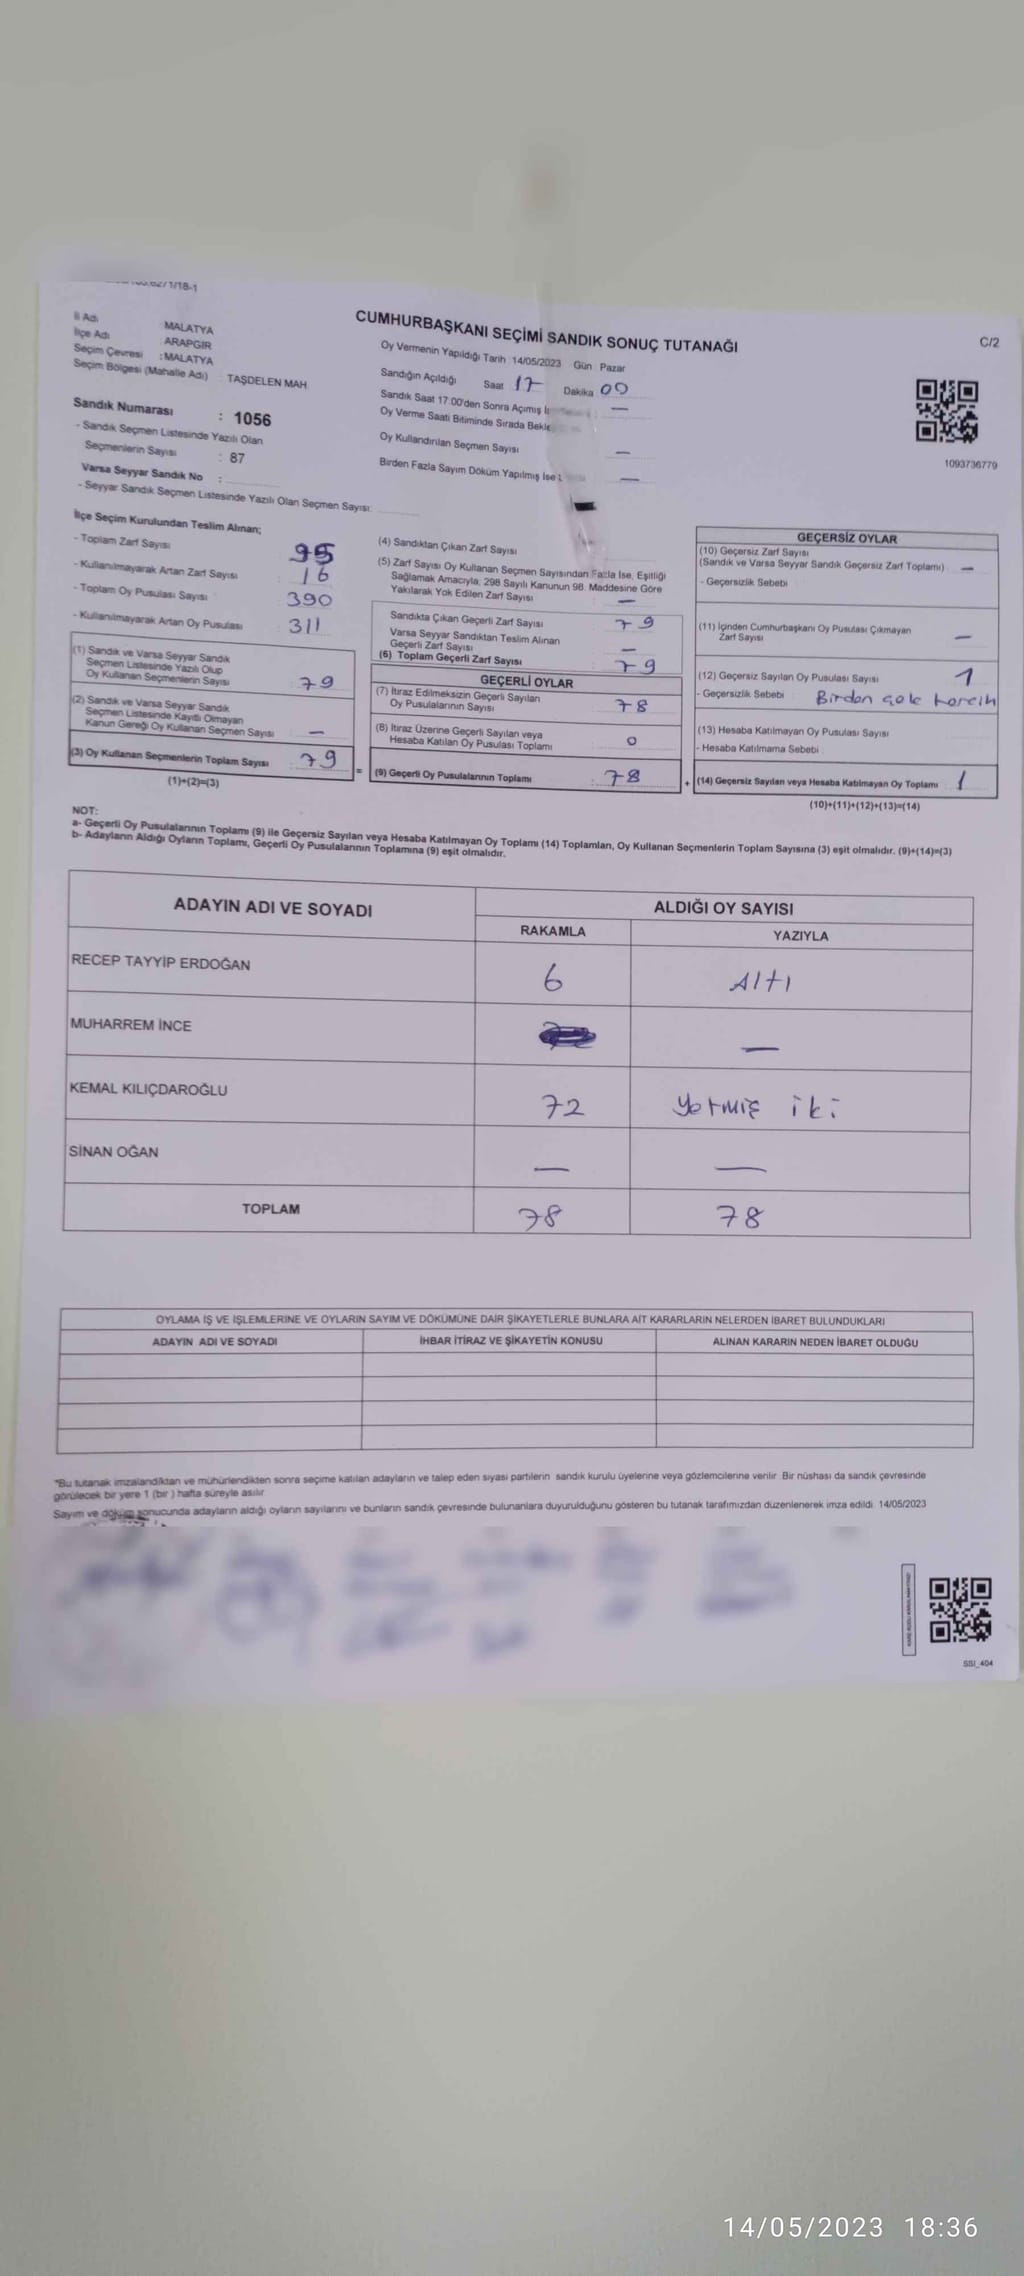 /1/18-1
İl Adı : MALATYA
İlçe Adı : ARAPGİR
Seçim Çevresi : MALATYA
Seçim Bölgesi (Mahalle Adı) : TAŞDELEN MAH.
Sandık Numarası : 1056
- Sandık Seçmen Listesinde Yazılı Olan
Seçmenlerin Sayısı : 87
Varsa Seyyar Sandık No :
- Seyyar Sandık Seçmen Listesinde Yazılı Olan Seçmen Sayısı:
CUMHURBAŞKANI SEÇİMİ SANDIK SONUÇ TUTANAĞI
Oy Vermenin Yapıldığı Tarih 14/05/2023 Gün Pazar
Sandığın Açıldığı Saat 17 Dakika 00
Sandık Saat 17:00'den Sonra Açımış —
Oy Verme Saati Bitiminde Sırada
Oy Kullandırılan Seçmen Sayısı —
Birden Fazla Sayım Döküm Yapılmış İse —
C/2
1093736779
İlçe Seçim Kurulundan Teslim Alınan;
- Toplam Zarf Sayısı : 95
- Kullanılmayarak Artan Zarf Sayısı : 16
- Toplam Oy Pusulası Sayısı : 390
- Kullanılmayarak Artan Oy Pusulası : 311
(1) Sandık ve Varsa Seyyar Sandık
Seçmen Listesinde Yazılı Olup
Oy Kullanan Seçmenlerin Sayısı : 79
(2) Sandık ve Varsa Seyyar Sandık
Seçmen Listesinde Kayıtlı Olmayan
Kanun Gereği Oy Kullanan Seçmen Sayısı : —
(3) Oy Kullanan Seçmenlerin Toplam Sayısı : 79
(1)+(2)=(3)
=
(4) Sandıktan Çıkan Zarf Sayısı
(5) Zarf Sayısı Oy Kullanan Seçmen Sayısından Fazla İse, Eşitliği
Sağlamak Amacıyla; 298 Sayılı Kanunun 98. Maddesine Göre
Yakılarak Yok Edilen Zarf Sayısı : —
Sandıkta Çıkan Geçerli Zarf Sayısı : 79
Varsa Seyyar Sandıktan Teslim Alınan
Geçerli Zarf Sayısı : —
(6) Toplam Geçerli Zarf Sayısı : 79
GEÇERLİ OYLAR
(7) İtiraz Edilmeksizin Geçerli Sayılan
Oy Pusulalarının Sayısı : 78
(8) İtiraz Üzerine Geçerli Sayılan veya
Hesaba Katılan Oy Pusulası Toplamı : 0
(9) Geçerli Oy Pusulalarının Toplamı : 78
+
GEÇERSİZ OYLAR
(10) Geçersiz Zarf Sayısı
(Sandık ve Varsa Seyyar Sandık Geçersiz Zarf Toplamı) : —
- Geçersizlik Sebebi
(11) İçinden Cumhurbaşkanı Oy Pusulası Çıkmayan
Zarf Sayısı : —
(12) Geçersiz Sayılan Oy Pusulası Sayısı : 1
- Geçersizlik Sebebi : Birden çok tercih
(13) Hesaba Katılmayan Oy Pusulası Sayısı
- Hesaba Katılmama Sebebi
(14) Geçersiz Sayılan veya Hesaba Katılmayan Oy Toplamı : 1
(10)+(11)+(12)+(13)=(14)
NOT:
a- Geçerli Oy Pusulalarının Toplamı (9) ile Geçersiz Sayılan veya Hesaba Katılmayan Oy Toplamı (14) Toplamları, Oy Kullanan Seçmenlerin Toplam Sayısına (3) eşit olmalıdır. (9)+(14)=(3)
b- Adayların Aldığı Oyların Toplamı, Geçerli Oy Pusulalarının Toplamına (9) eşit olmalıdır.
ADAYIN ADI VE SOYADI
ALDIĞI OY SAYISI
RAKAMLA YAZIYLA
RECEP TAYYİP ERDOĞAN 6 Altı
MUHARREM İNCE —
KEMAL KILIÇDAROĞLU 72 Yetmiş iki
SİNAN OĞAN — —
TOPLAM 78 78
OYLAMA İŞ VE İŞLEMLERİNE VE OYLARIN SAYIM VE DÖKÜMÜNE DAİR ŞİKAYETLERLE BUNLARA AİT KARARLARIN NELERDEN İBARET BULUNDUKLARI
ADAYIN ADI VE SOYADI İHBAR İTİRAZ VE ŞİKAYETİN KONUSU ALINAN KARARIN NEDEN İBARET OLDUĞU
*Bu tutanak imzalandıktan ve mühürlendikten sonra seçime katılan adayların ve talep eden siyasi partilerin sandık kurulu üyelerine veya gözlemcilerine verilir. Bir nüshası da sandık çevresinde
görülecek bir yere 1 (bir ) hafta süreyle asılır.
Sayım ve döküm sonucunda adayların aldığı oyların sayılarını ve bunların sandık çevresinde bulunanlara duyurulduğunu gösteren bu tutanak tarafımızdan düzenlenerek imza edildi. 14/05/2023
SSI_404
14/05/2023 18:36